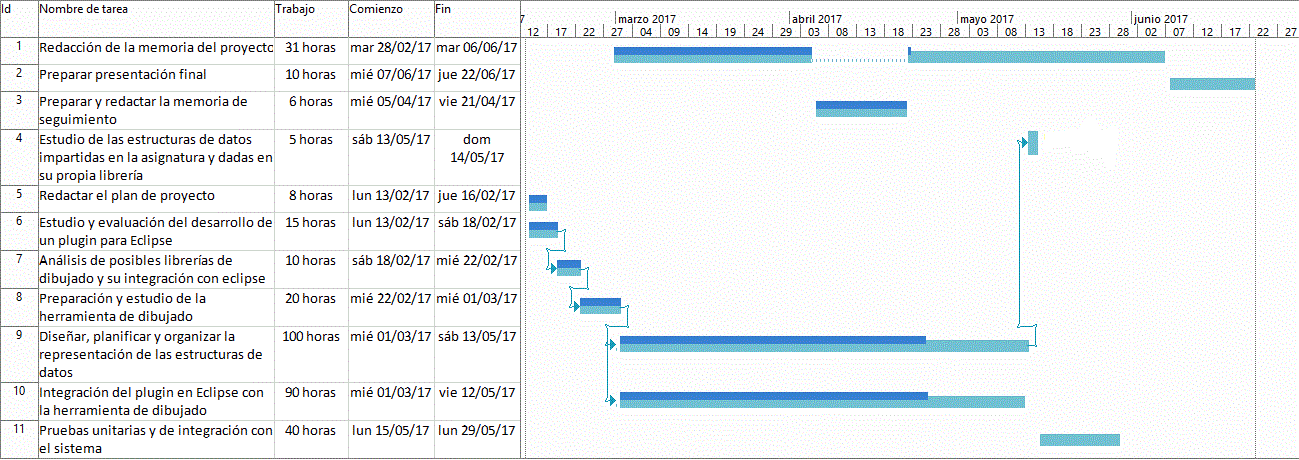 Id Nombre de tarea Trabajo Comienzo Fin
7 marzo 2017 abril 2017 mayo 2017 junio 2017
12 17 22 27 04 09 14 19 24 29 03 08 13 18 23 28 03 08 13 18 23 28 02 07 12 17 22 27
1 Redacción de la memoria del proyecto 31 horas mar 28/02/17 mar 06/06/17
2 Preparar presentación final 10 horas mié 07/06/17 jue 22/06/17
3 Preparar y redactar la memoria de 6 horas mié 05/04/17 vie 21/04/17
seguimiento
4 Estudio de las estructuras de datos 5 horas sáb 13/05/17 dom
impartidas en la asignatura y dadas en 14/05/17
su propia librería
5 Redactar el plan de proyecto 8 horas lun 13/02/17 jue 16/02/17
6 Estudio y evaluación del desarrollo de 15 horas lun 13/02/17 sáb 18/02/17
un plugin para Eclipse
7 Análisis de posibles librerías de 10 horas sáb 18/02/17 mié 22/02/17
dibujado y su integración con eclipse
8 Preparación y estudio de la 20 horas mié 22/02/17 mié 01/03/17
herramienta de dibujado
9 Diseñar, planificar y organizar la 100 horas mié 01/03/17 sáb 13/05/17
representación de las estructuras de
datos
10 Integración del plugin en Eclipse con 90 horas mié 01/03/17 vie 12/05/17
la herramienta de dibujado
11 Pruebas unitarias y de integración con 40 horas lun 15/05/17 lun 29/05/17
el sistema